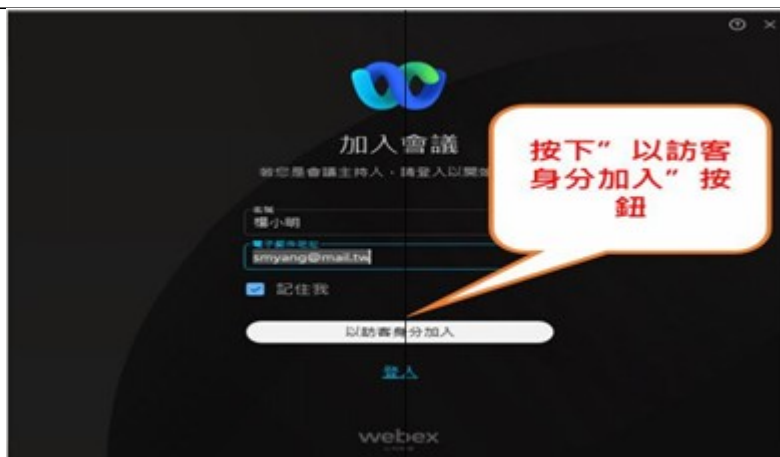 加入會議
若您是會議主持人，請登入以開始
按下”以訪客
身分加入”按
鈕
名稱
楊小明
電子郵件地址
smyang@mail.tw
記住我
以訪客身分加入
登入
webex